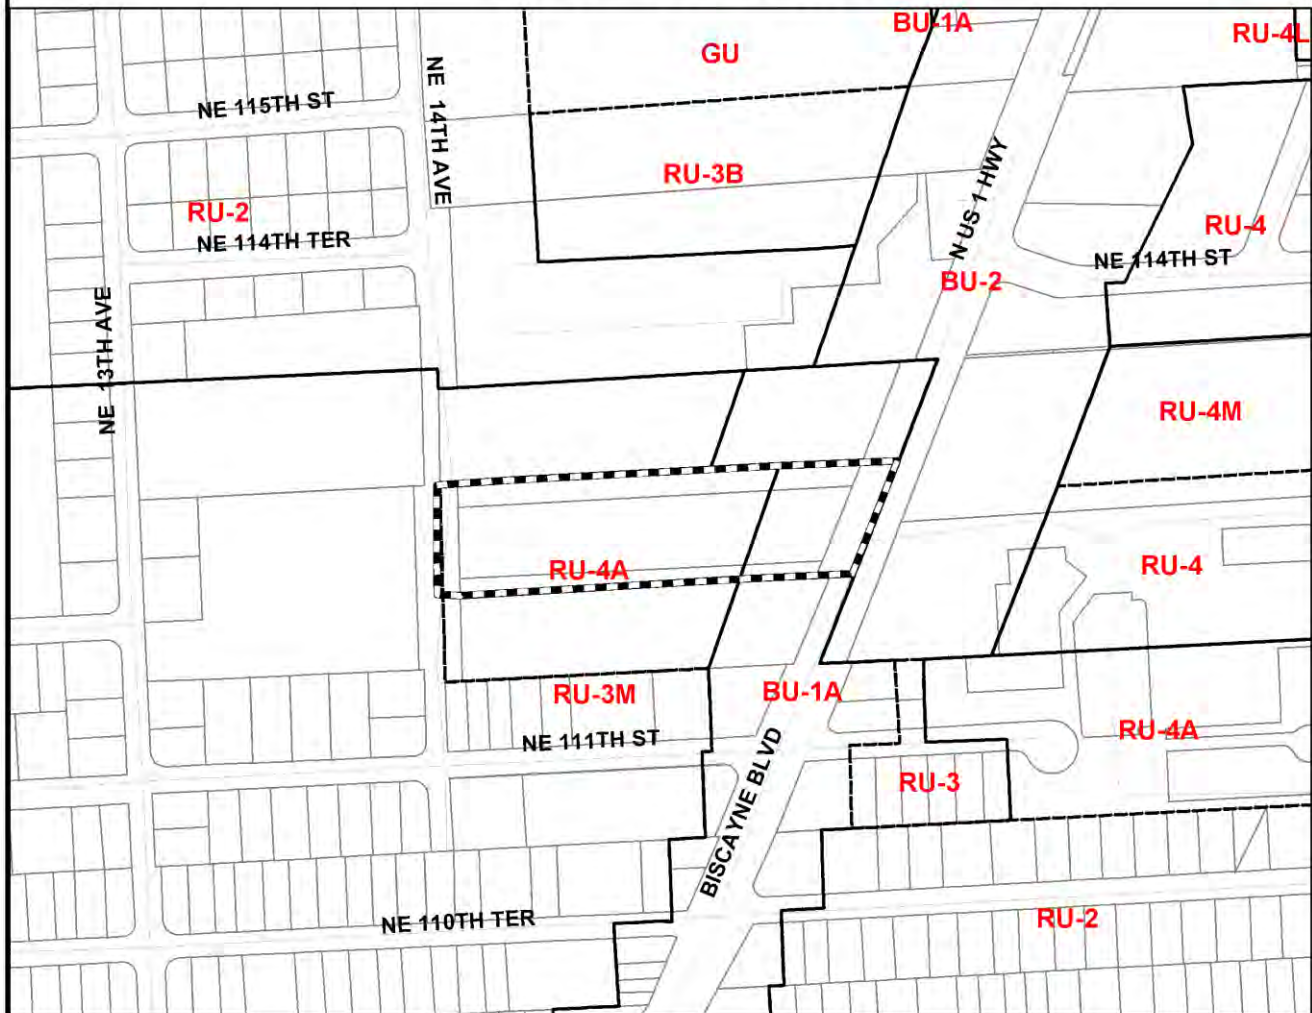 BU-1A
RU-4L
GU
NE 115TH ST
NE 14TH AVE
RU-3B
N US 1 HWY
RU-2
NE 114TH TER
RU-4
NE 114TH ST
BU-2
NE 13TH AVE
RU-4M
RU-4A
RU-4
RU-3M
BU-1A
NE 111TH ST
RU-4A
BISCAYNE BLVD
RU-3
NE 110TH TER
RU-2